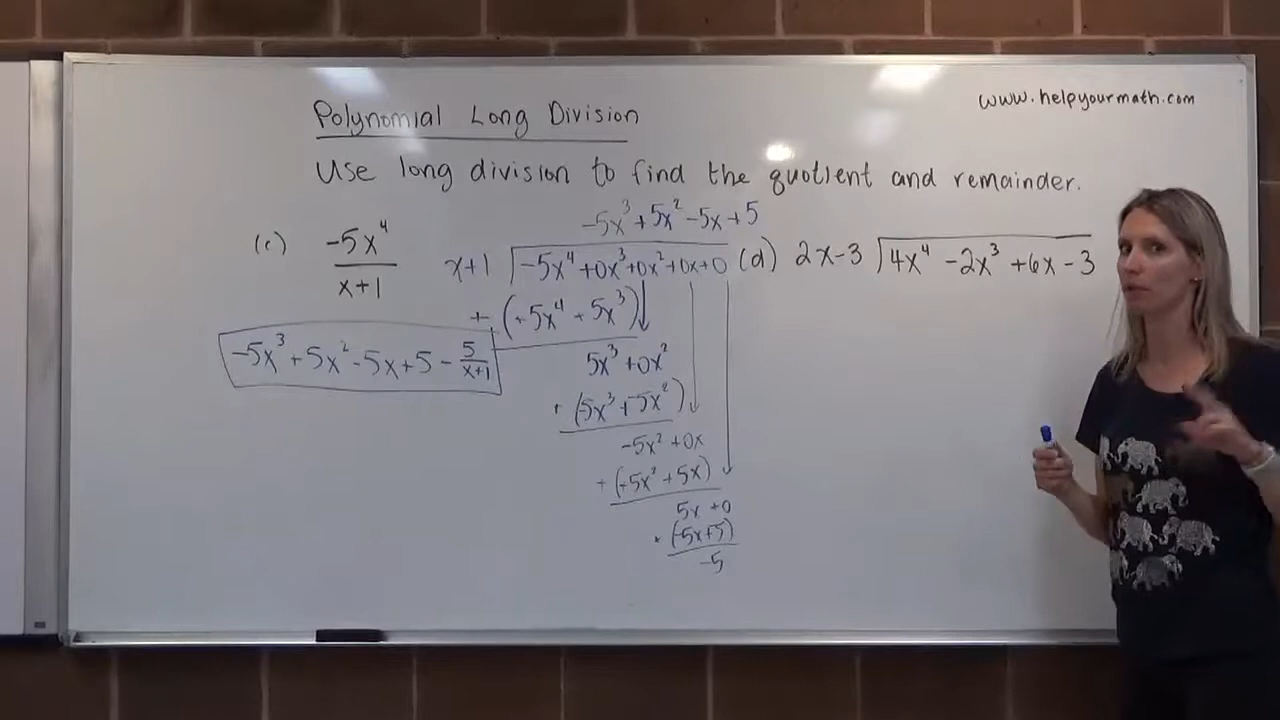 www.helpyourmath.com
Polynomial Long Division
Use long division to find the quotient and remainder.
(c) -5x⁴
x+1
-5x³+5x²-5x+5
x+1 -5x⁴+0x³+0x²+0x+0
+ (+5x⁴+5x³)
5x³+0x²
+ (-5x³+-5x²)
-5x²+0x
+ (+5x²+5x)
5x+0
+ (-5x+-5)
-5
-5x³+5x²-5x+5- 5
x+1
(d) 2x-3 4x⁴-2x³+6x-3